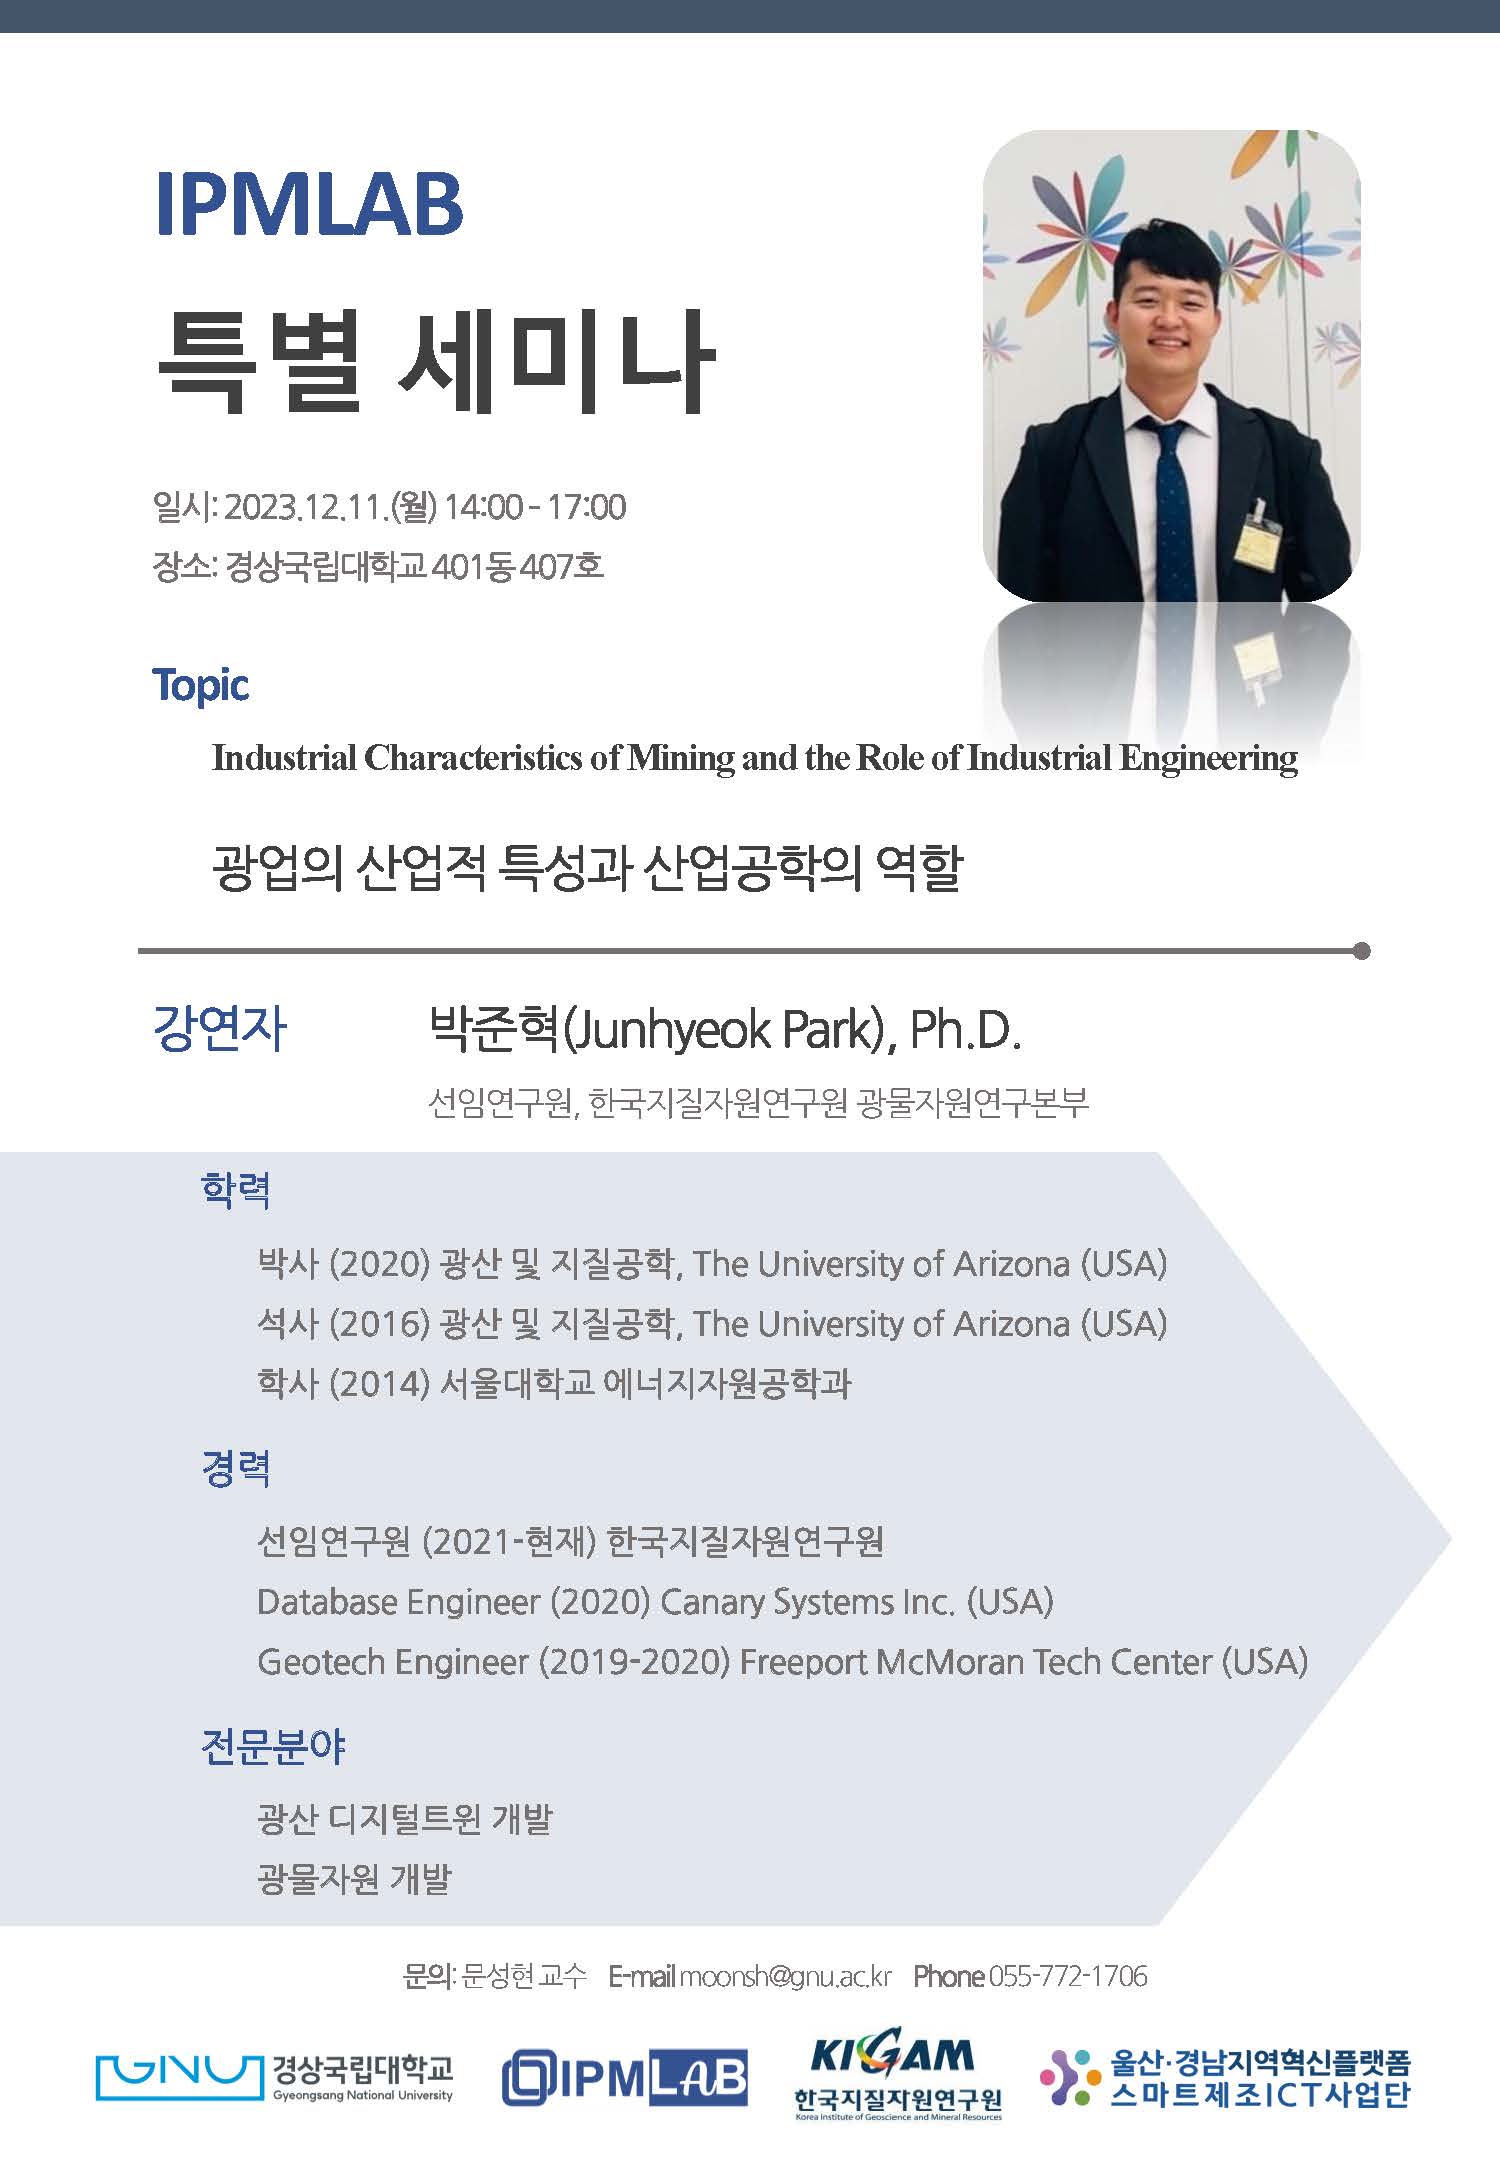 IPMLAB
특별 세미나
일시: 2023.12.11.(월) 14:00 – 17:00
장소: 경상국립대학교 401동 407호
Topic
Industrial Characteristics of Mining and the Role of Industrial Engineering
광업의 산업적 특성과 산업공학의 역할
강연자 박준혁(Junhyeok Park), Ph.D.
선임연구원, 한국지질자원연구원 광물자원연구본부
학력
박사 (2020) 광산 및 지질공학, The University of Arizona (USA)
석사 (2016) 광산 및 지질공학, The University of Arizona (USA)
학사 (2014) 서울대학교 에너지자원공학과
경력
선임연구원 (2021-현재) 한국지질자원연구원
Database Engineer (2020) Canary Systems Inc. (USA)
Geotech Engineer (2019-2020) Freeport McMoran Tech Center (USA)
전문분야
광산 디지털트윈 개발
광물자원 개발
문의: 문성현 교수 E-mail moonsh@gnu.ac.kr Phone 055-772-1706
GNU 경상국립대학교
Gyeongsang National University
IPMLAB
KIGAM
한국지질자원연구원
Korea Institute of Geoscience and Mineral Resources
울산·경남지역혁신플랫폼
스마트제조ICT사업단